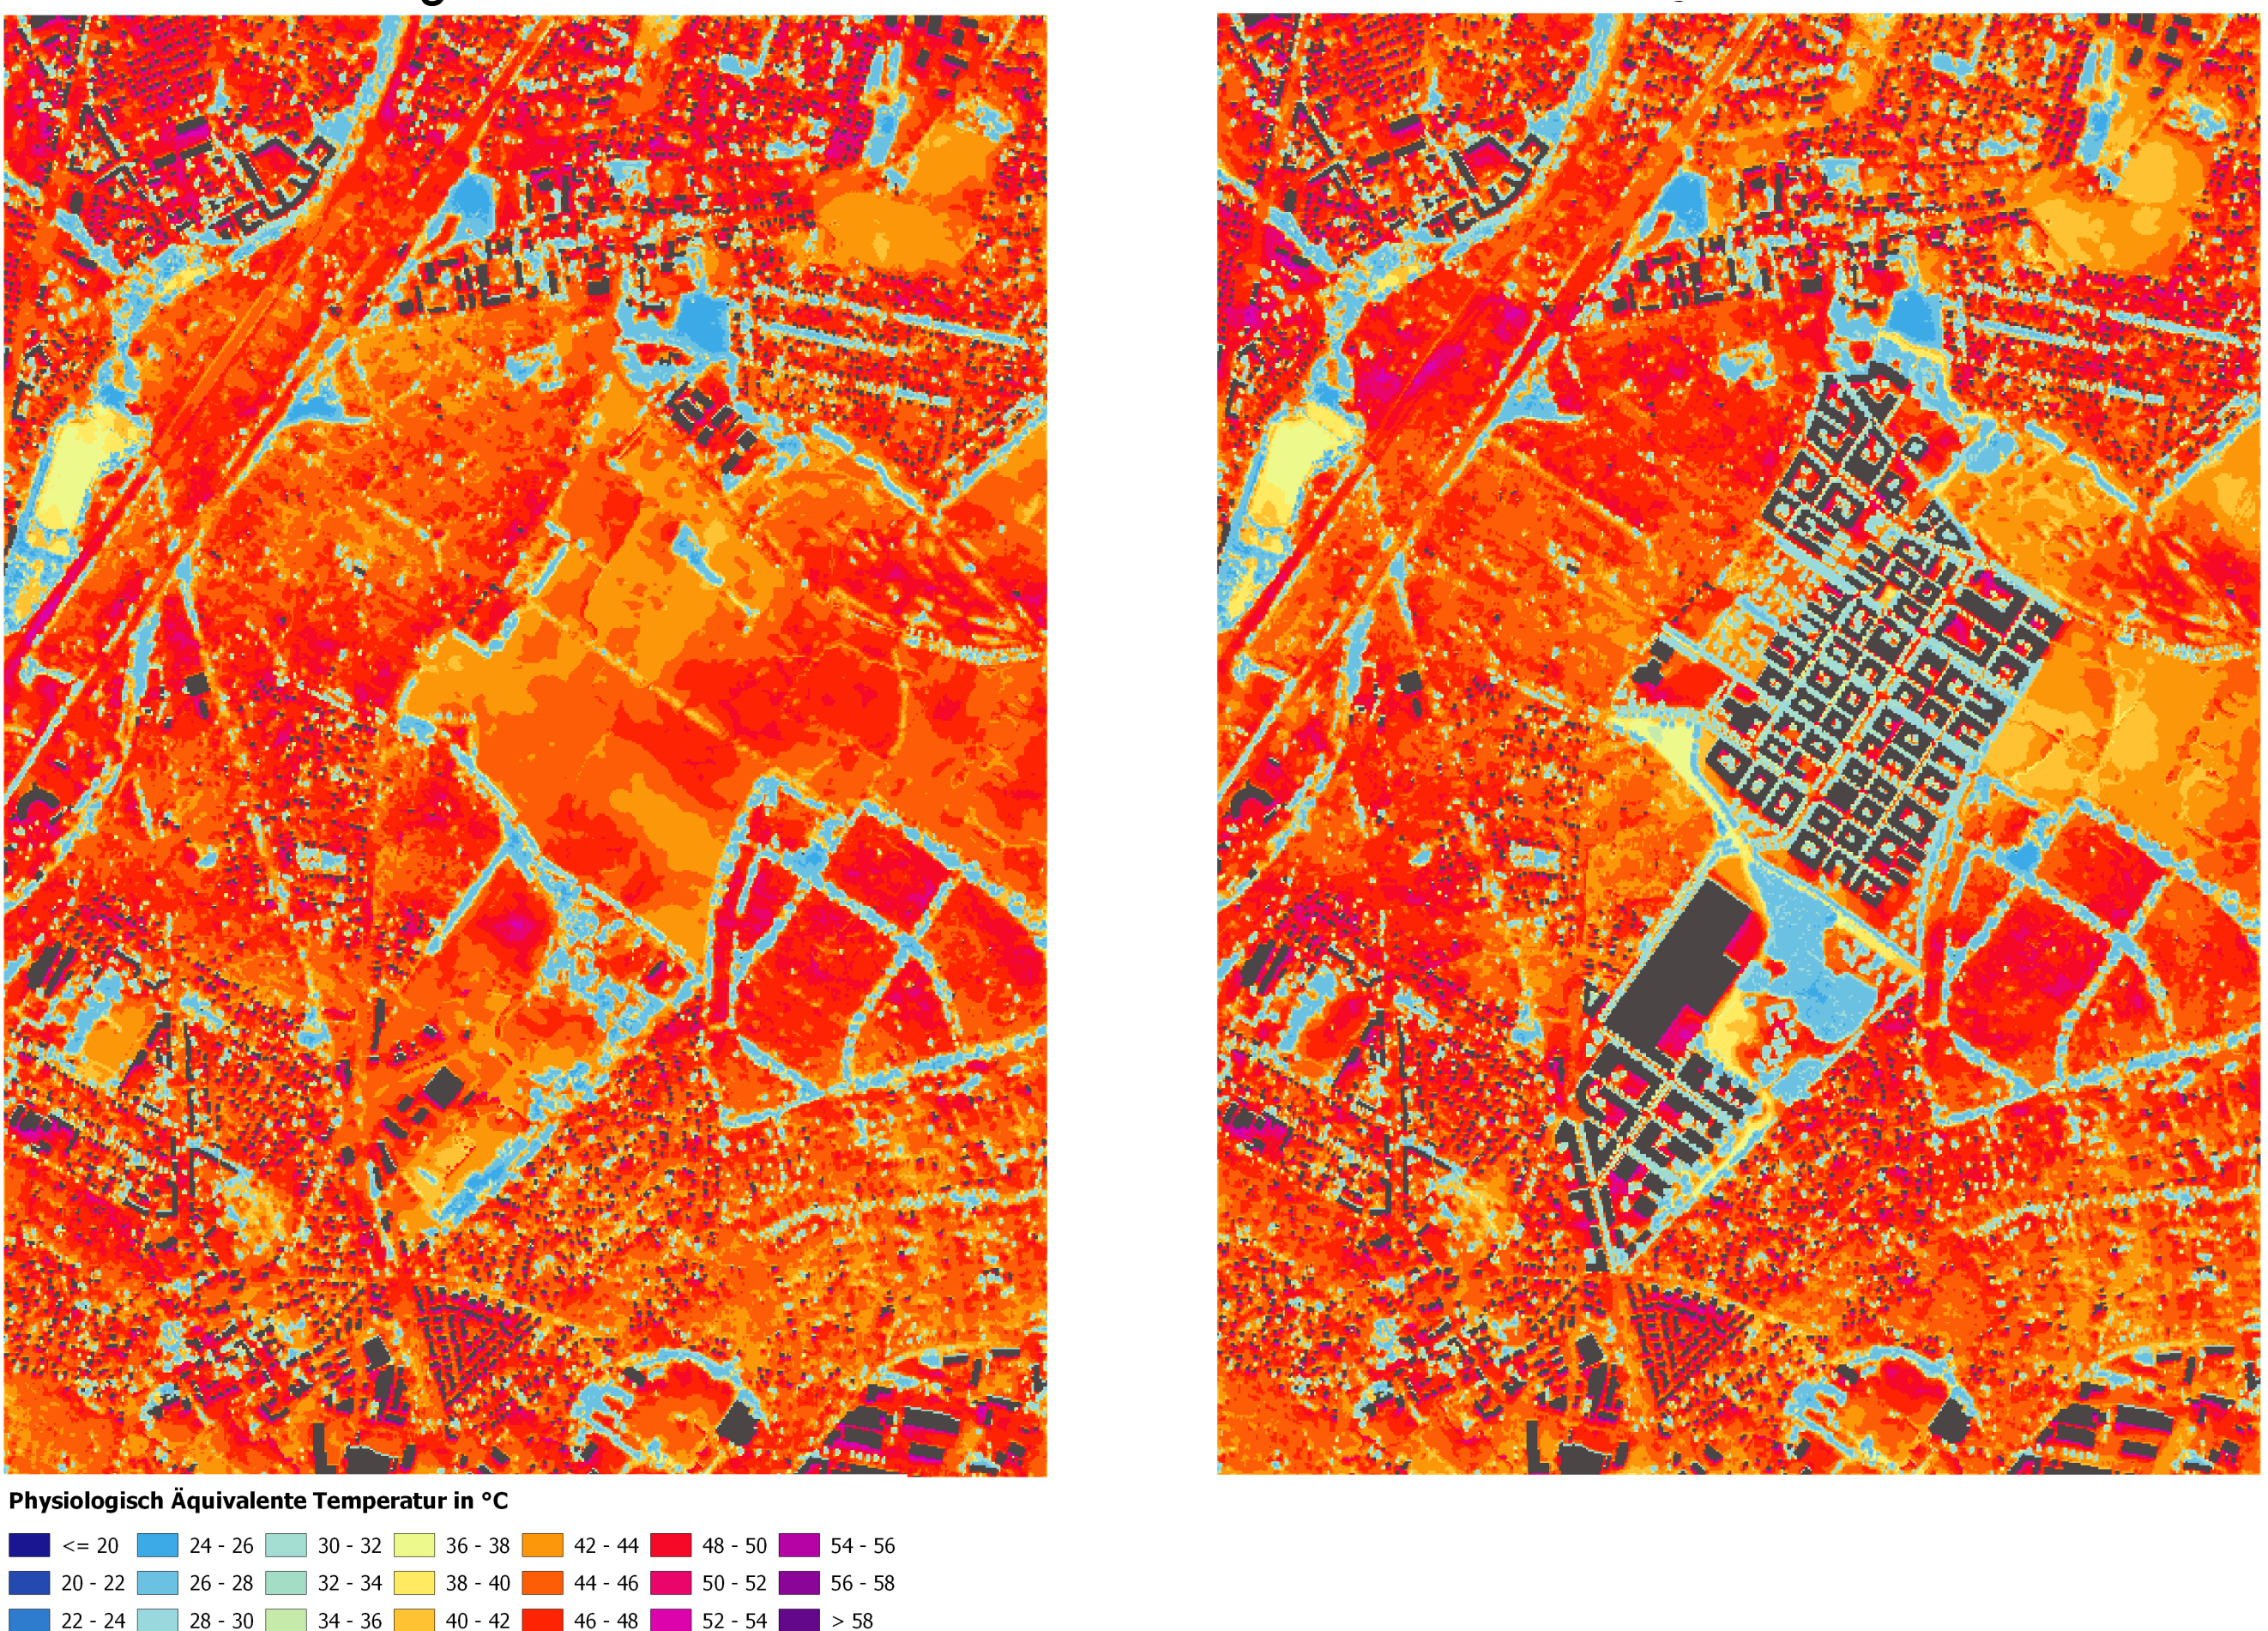 Physiologisch Äquivalente Temperatur in °C
<= 20 24 - 26 30 - 32 36 - 38 42 - 44 48 - 50 54 - 56
20 - 22 26 - 28 32 - 34 38 - 40 44 - 46 50 - 52 56 - 58
22 - 24 28 - 30 34 - 36 40 - 42 46 - 48 52 - 54 > 58